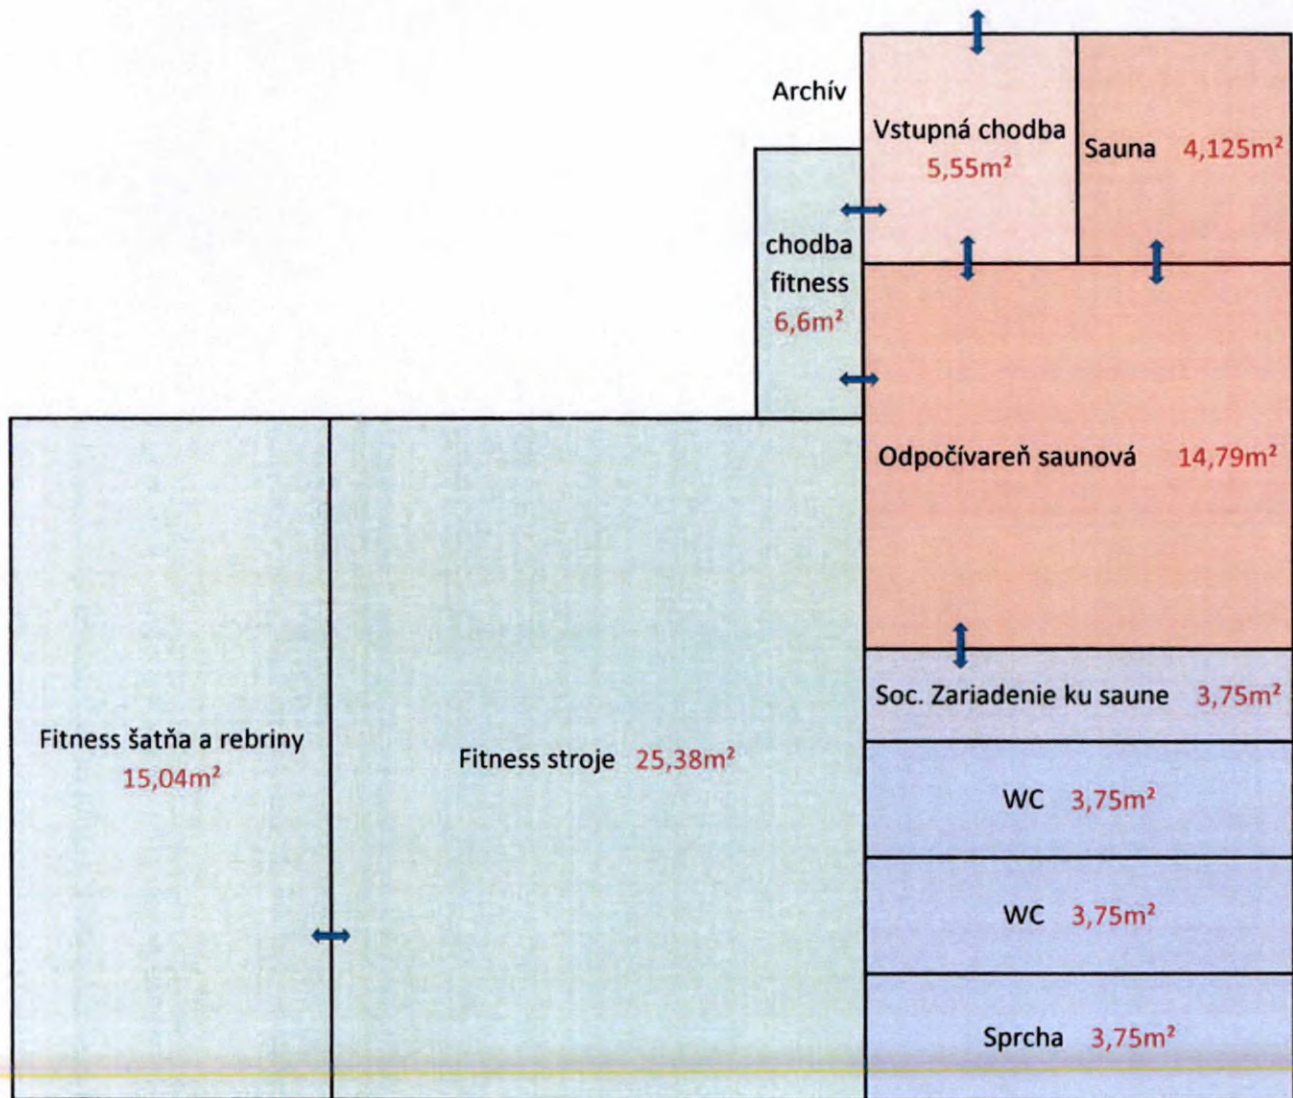 Archív
Vstupná chodba
5,55m²
Sauna 4,125m²
chodba
fitness
6,6m²
Odpočívareň saunová 14,79m²
Soc. Zariadenie ku saune 3,75m²
Fitness šatňa a rebriny
15,04m²
Fitness stroje 25,38m²
WC 3,75m²
WC 3,75m²
Sprcha 3,75m²